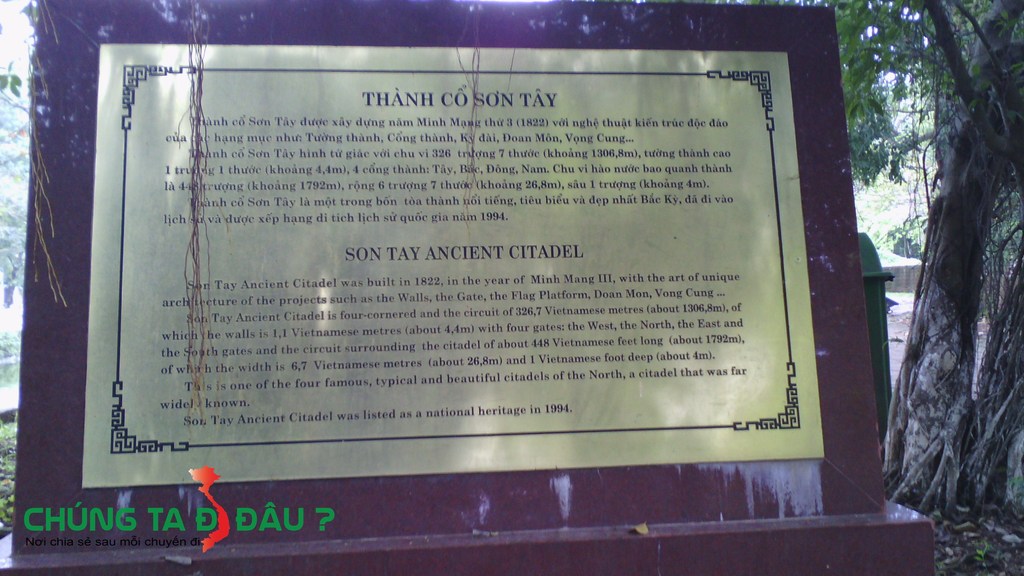 THÀNH CỔ SƠN TÂY
Thành cổ Sơn Tây được xây dựng năm Minh Mạng thứ 3 (1822) với nghệ thuật kiến trúc độc đáo
của các hạng mục như: Tường thành, Cổng thành, Kỳ đài, Đoan Môn, Vọng Cung...
Thành cổ Sơn Tây hình tứ giác với chu vi 326 trượng 7 thước (khoảng 1306,8m), tường thành cao
1 trượng 1 thước (khoảng 4,4m), 4 cổng thành: Tây, Bắc, Đông, Nam. Chu vi hào nước bao quanh thành
là 448 trượng (khoảng 1792m), rộng 6 trượng 7 thước (khoảng 26,8m), sâu 1 trượng (khoảng 4m).
Thành cổ Sơn Tây là một trong bốn tòa thành nổi tiếng, tiêu biểu và đẹp nhất Bắc Kỳ, đã đi vào
lịch sử và được xếp hạng di tích lịch sử quốc gia năm 1994.
SON TAY ANCIENT CITADEL
Son Tay Ancient Citadel was built in 1822, in the year of Minh Mang III, with the art of unique
architecture of the projects such as the Walls, the Gate, the Flag Platform, Doan Mon, Vong Cung ...
Son Tay Ancient Citadel is four-cornered and the circuit of 326,7 Vietnamese metres (about 1306,8m), of
which the walls is 1,1 Vietnamese metres (about 4,4m) with four gates: the West, the North, the East and
the South gates and the circuit surrounding the citadel of about 448 Vietnamese feet long (about 1792m),
of which the width is 6,7 Vietnamese metres (about 26,8m) and 1 Vietnamese foot deep (about 4m).
This is one of the four famous, typical and beautiful citadels of the North, a citadel that was far
widely known.
Son Tay Ancient Citadel was listed as a national heritage in 1994.
CHÚNG TA ĐI ĐÂU ?
Nơi chia sẻ sau mỗi chuyến đi